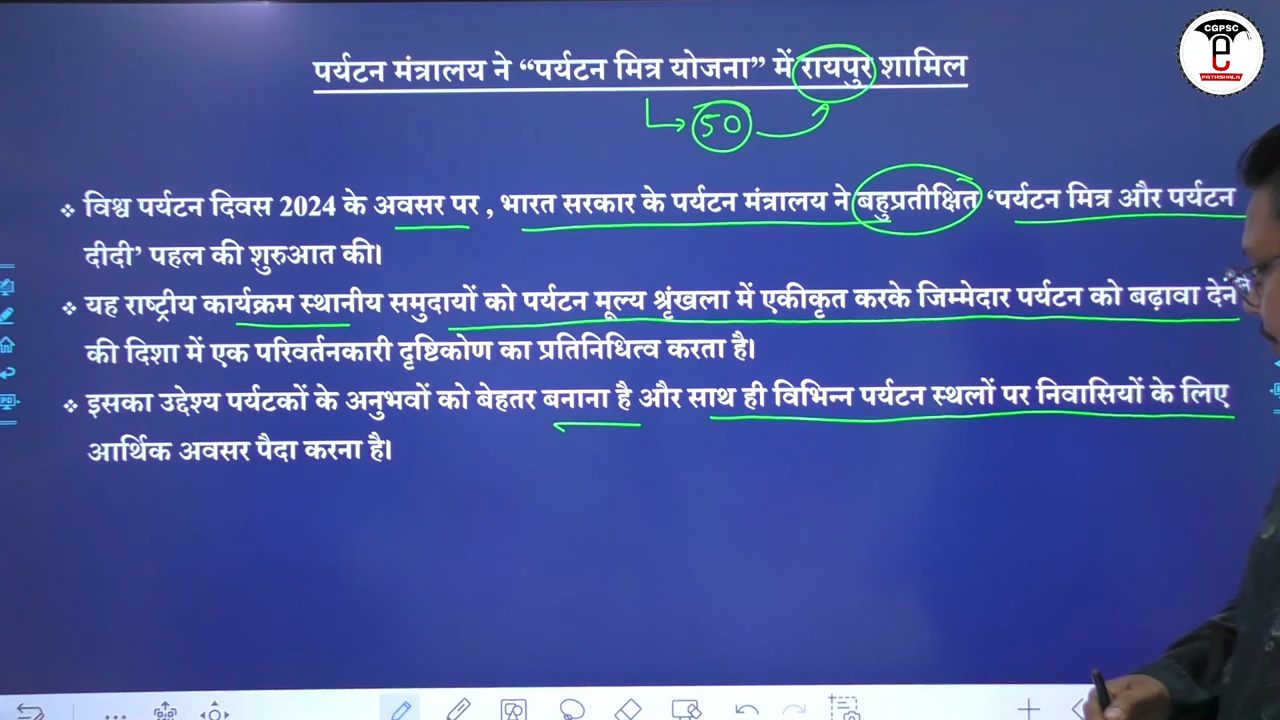 CGPSC
e
PATHSHALA
पर्यटन मंत्रालय ने “पर्यटन मित्र योजना” में रायपुर शामिल
50
❖ विश्व पर्यटन दिवस 2024 के अवसर पर , भारत सरकार के पर्यटन मंत्रालय ने बहुप्रतीक्षित ‘पर्यटन मित्र और पर्यटन
दीदी’ पहल की शुरुआत की।
❖ यह राष्ट्रीय कार्यक्रम स्थानीय समुदायों को पर्यटन मूल्य श्रृंखला में एकीकृत करके जिम्मेदार पर्यटन को बढ़ावा देने
की दिशा में एक परिवर्तनकारी दृष्टिकोण का प्रतिनिधित्व करता है।
❖ इसका उद्देश्य पर्यटकों के अनुभवों को बेहतर बनाना है और साथ ही विभिन्न पर्यटन स्थलों पर निवासियों के लिए
आर्थिक अवसर पैदा करना है।